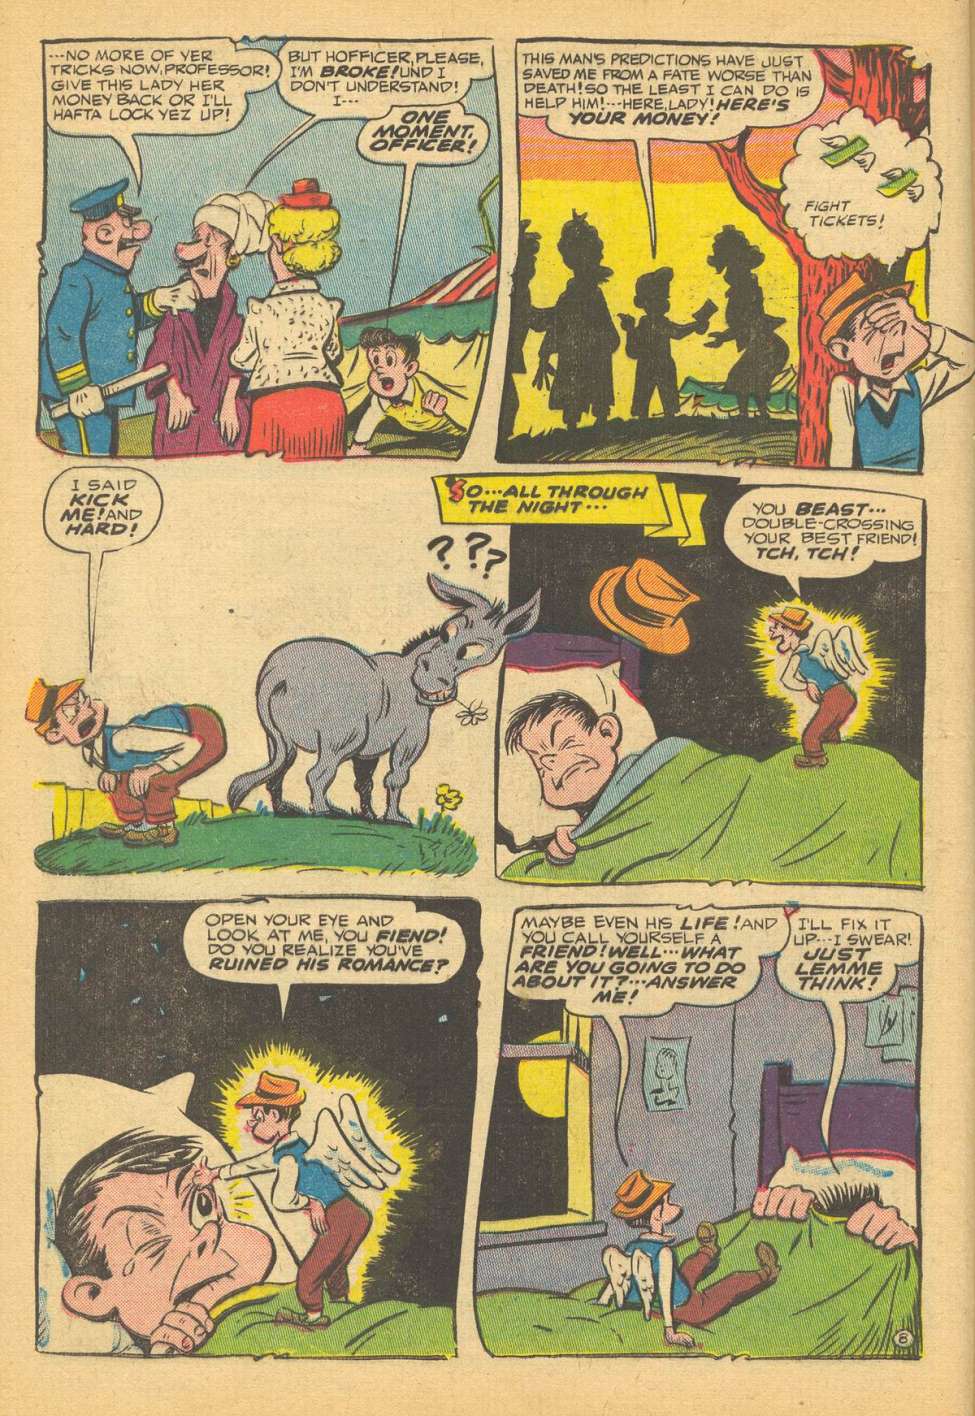 ---NO MORE OF YER
TRICKS NOW, PROFESSOR!
GIVE THIS LADY HER
MONEY BACK OR I'LL
HAFTA LOCK YEZ UP!
BUT HOFFICER, PLEASE,
I'M BROKE! UND I
DON'T UNDERSTAND!
I---
ONE
MOMENT,
OFFICER!
THIS MAN'S PREDICTIONS HAVE JUST
SAVED ME FROM A FATE WORSE THAN
DEATH! SO THE LEAST I CAN DO IS
HELP HIM!---HERE, LADY! HERE'S
YOUR MONEY!
FIGHT
TICKETS!
I SAID
KICK
ME! AND
HARD!
? ? ?
SO---ALL THROUGH
THE NIGHT---
YOU BEAST---
DOUBLE-CROSSING
YOUR BEST FRIEND!
TCH, TCH!
OPEN YOUR EYE AND
LOOK AT ME, YOU FIEND!
DO YOU REALIZE YOU'VE
RUINED HIS ROMANCE?
MAYBE EVEN HIS LIFE! AND
YOU CALL YOURSELF A
FRIEND! WELL---WHAT
ARE YOU GOING TO DO
ABOUT IT?---ANSWER
ME!
I'LL FIX IT
UP---I SWEAR!
JUST
LEMME
THINK!
8